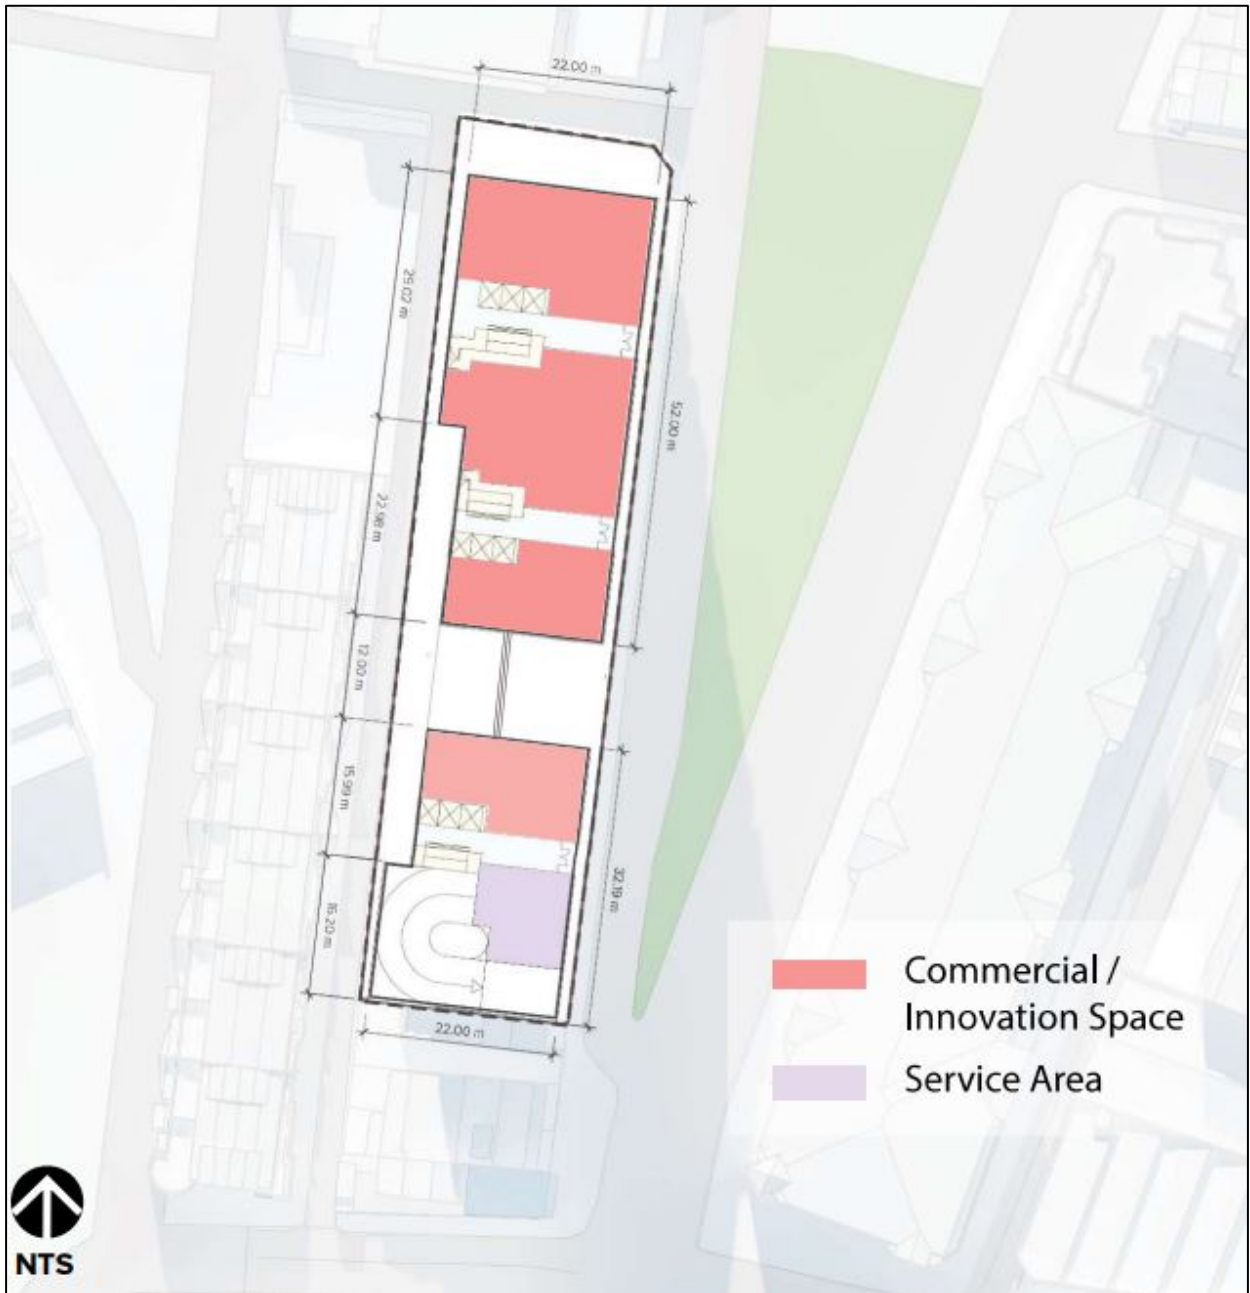 22.00 m
29.02 m
52.00 m
22.98 m
12.00 m
15.99 m
32.19 m
16.20 m
22.00 m
Commercial /
Innovation Space
Service Area
NTS